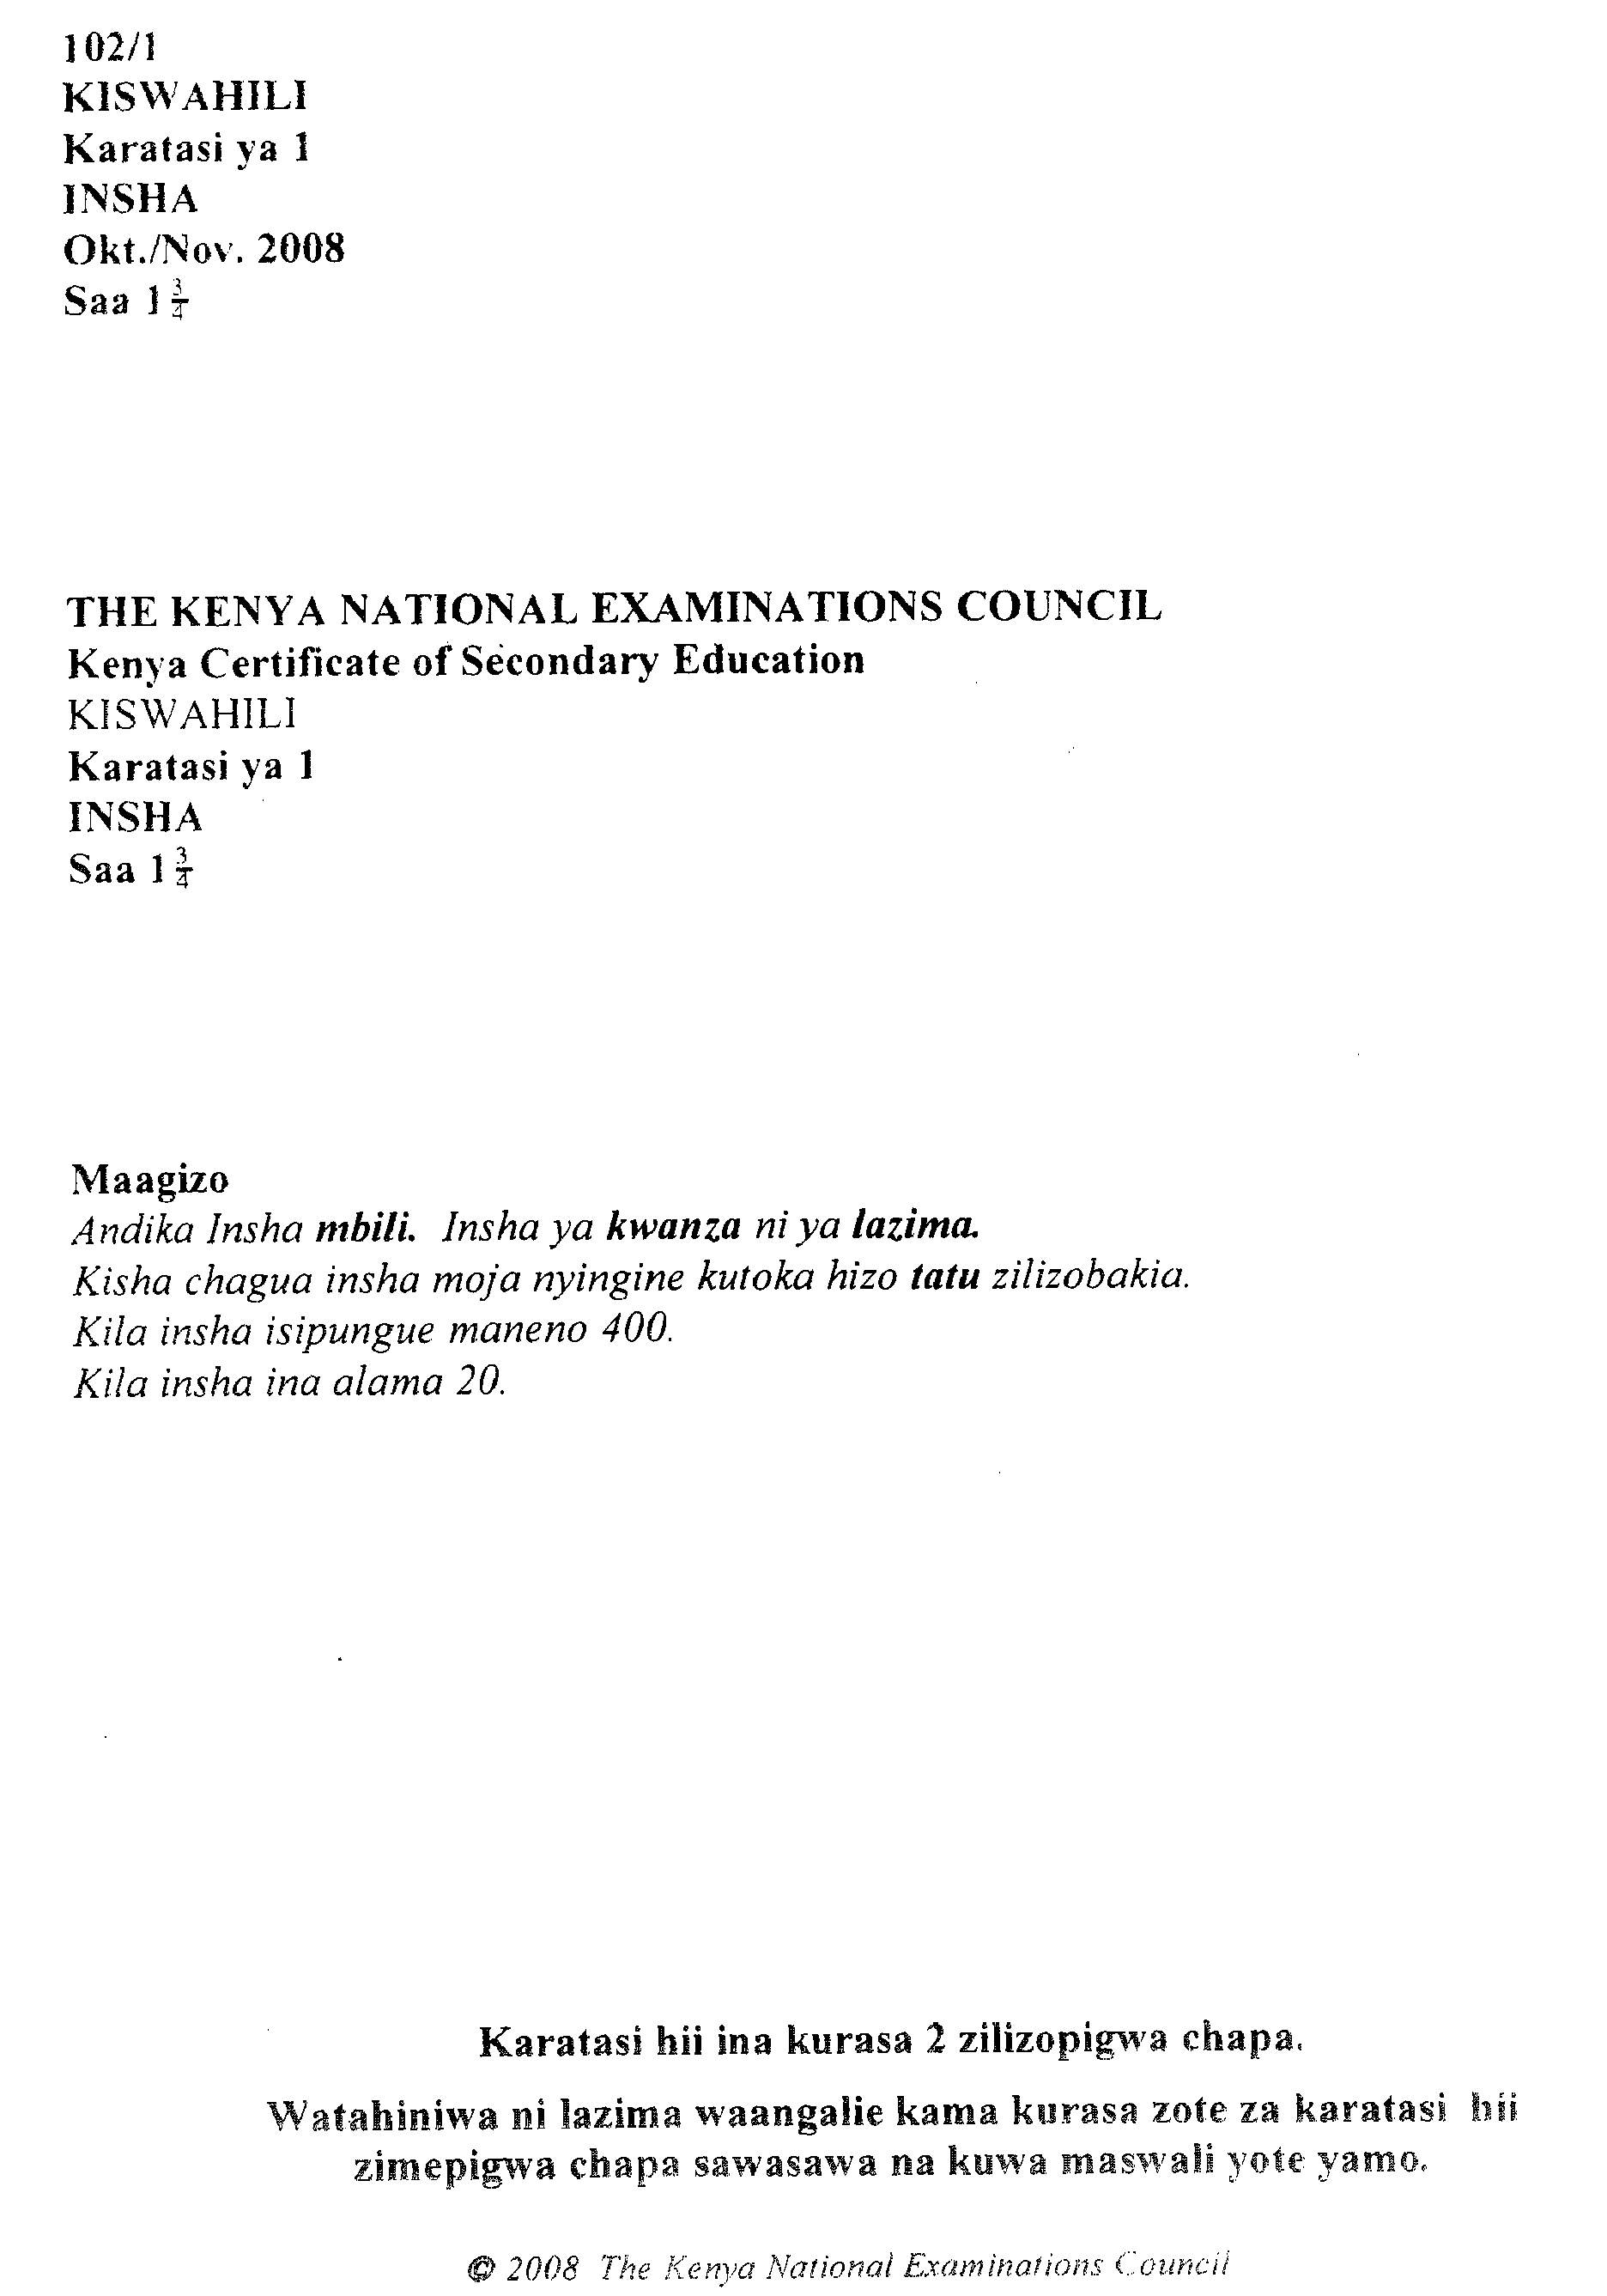 102/1
KISWAHILI
Karatasi ya 1
INSHA
Okt./Nov. 2008
Saa 1¾
THE KENYA NATIONAL EXAMINATIONS COUNCIL
Kenya Certificate of Secondary Education
KISWAHILI
Karatasi ya 1
INSHA
Saa 1¾
Maagizo
Andika Insha mbili. Insha ya kwanza ni ya lazima.
Kisha chagua insha moja nyingine kutoka hizo tatu zilizobakia.
Kila insha isipungue maneno 400.
Kila insha ina alama 20.
Karatasi hii ina kurasa 2 zilizopigwa chapa.
Watahiniwa ni lazima waangalie kama kurasa zote za karatasi hii
zimepigwa chapa sawasawa na kuwa maswali yote yamo.
© 2008 The Kenya National Examinations Council